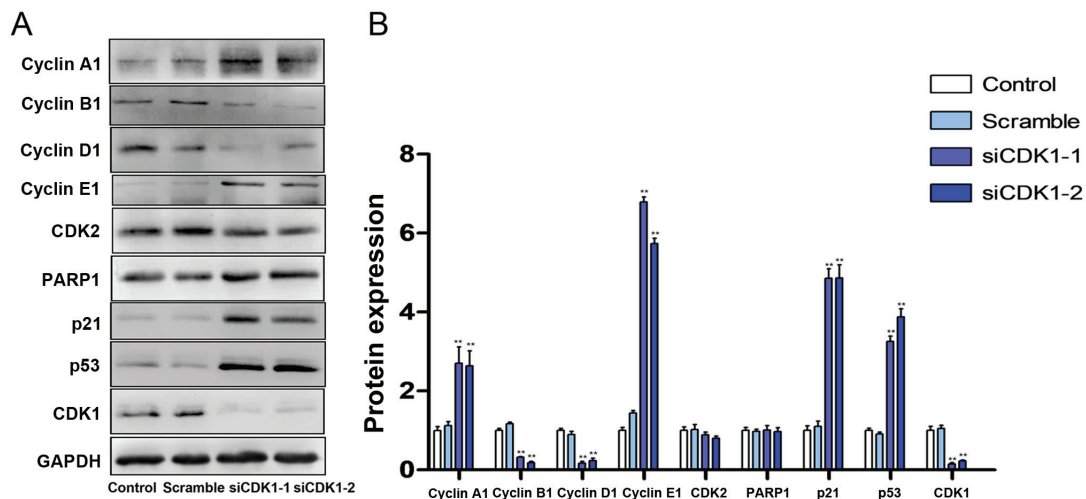 A
Cyclin A1
Cyclin B1
Cyclin D1
Cyclin E1
CDK2
PARP1
p21
p53
CDK1
GAPDH
Control Scramble siCDK1-1 siCDK1-2
B
Control
Scramble
siCDK1-1
siCDK1-2
Protein expression
8
6
4
2
0
** **
** **
** **
**
**
** **
**
**
** **
Cyclin A1 Cyclin B1 Cyclin D1 Cyclin E1 CDK2 PARP1 p21 p53 CDK1